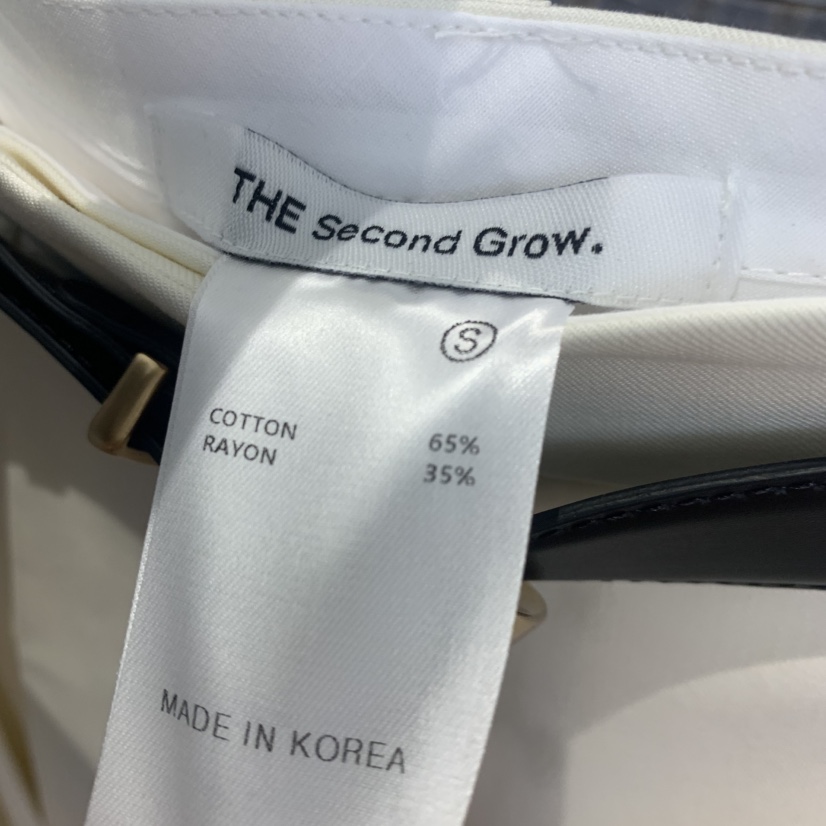 THE Second Grow.
S
COTTON 65%
RAYON 35%
MADE IN KOREA